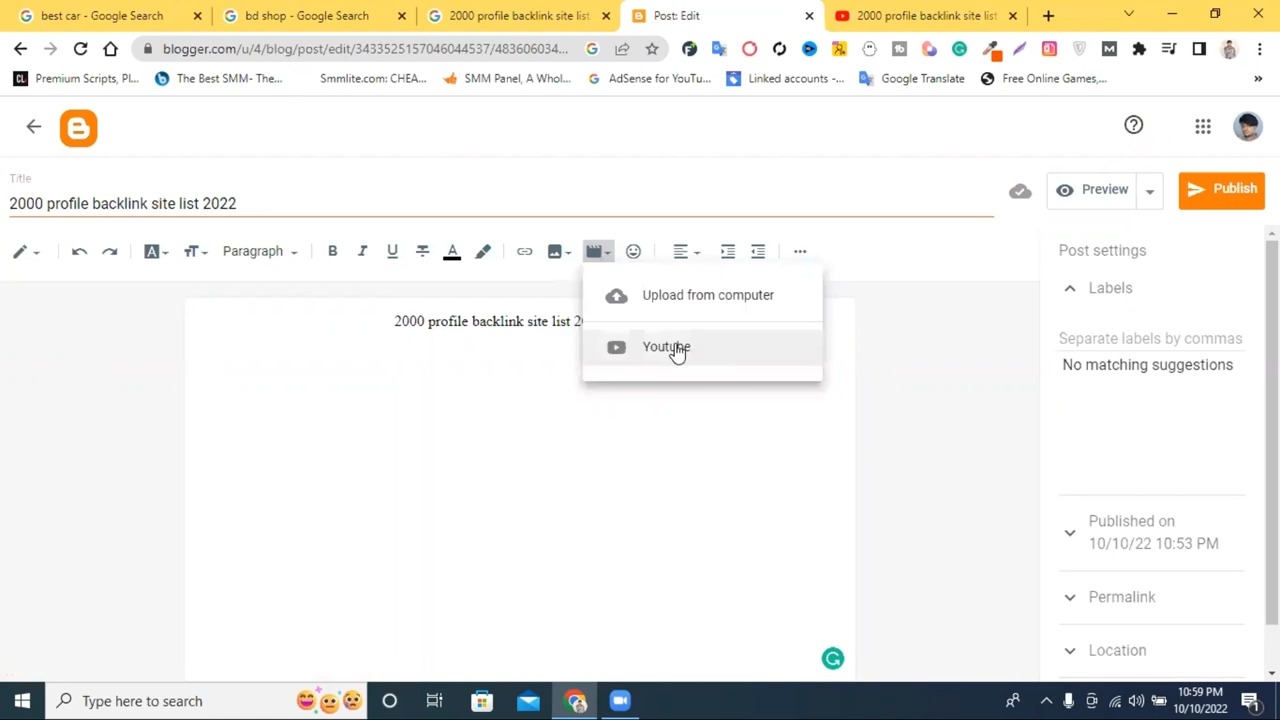 best car - Google Search
bd shop - Google Search
2000 profile backlink site list
Post: Edit
2000 profile backlink site list
blogger.com/u/4/blog/post/edit/3433525157046044537/483606034...
Premium Scripts, Pl...
The Best SMM- The...
Smmlite.com: CHEA...
SMM Panel, A Whol...
AdSense for YouTu...
Linked accounts -...
Google Translate
Free Online Games,...
Title
2000 profile backlink site list 2022
Preview
Publish
Paragraph
Post settings
Labels
Upload from computer
2000 profile backlink site list 2
Separate labels by commas
Youtube
No matching suggestions
Published on
10/10/22 10:53 PM
Permalink
Location
Type here to search
10:59 PM
10/10/2022